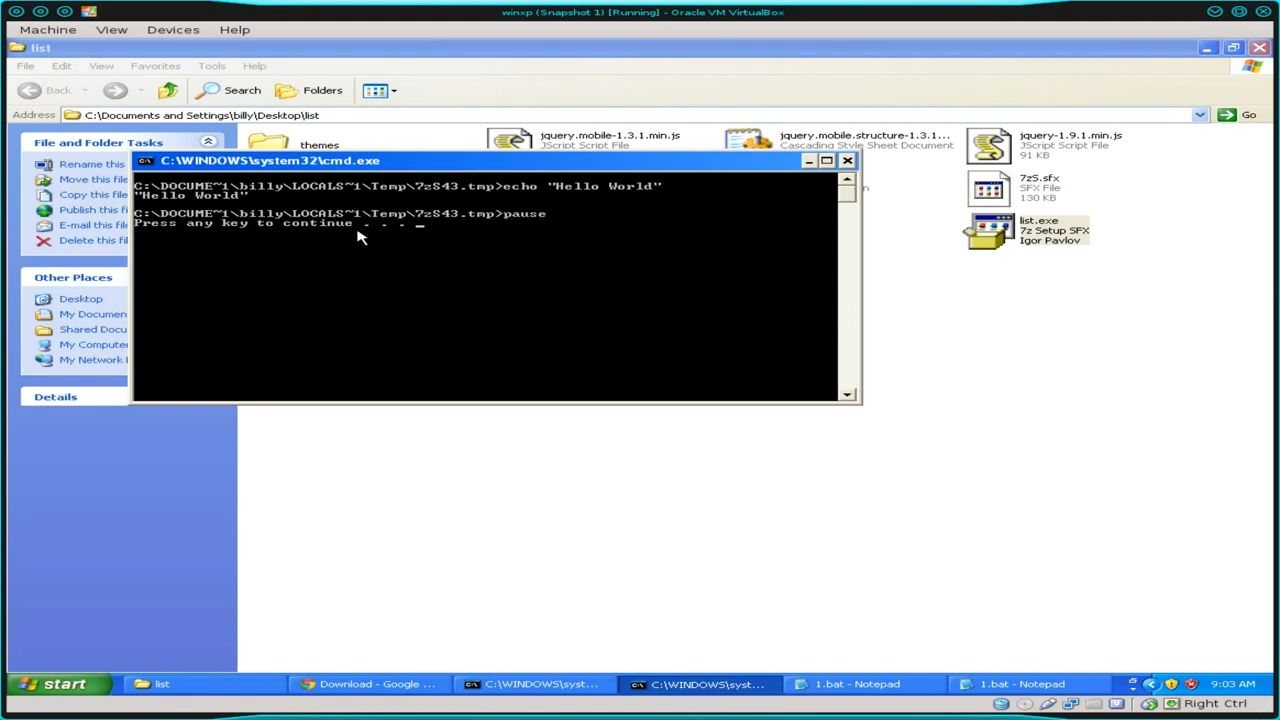 winxp (Snapshot 1) [Running] - Oracle VM VirtualBox
Machine View Devices Help
list
File Edit View Favorites Tools Help
Back Search Folders
Address C:\Documents and Settings\billy\Desktop\list Go
File and Folder Tasks
Rename this
Move this file
Copy this file
Publish this fi
E-mail this file
Delete this fil
Other Places
Desktop
My Documen
Shared Docu
My Compute
My Network
Details
themes
jquery.mobile-1.3.1.min.js
JScript Script File
jquery.mobile.structure-1.3.1...
Cascading Style Sheet Document
jquery-1.9.1.min.js
JScript Script File
91 KB
7zS.sfx
SFX File
130 KB
list.exe
7z Setup SFX
Igor Pavlov
C:\WINDOWS\system32\cmd.exe
C:\DOCUME~1\billy\LOCALS~1\Temp\7zS43.tmp>echo "Hello World"
"Hello World"
C:\DOCUME~1\billy\LOCALS~1\Temp\7zS43.tmp>pause
Press any key to continue . . . _
start list Download - Google ... C:\WINDOWS\syst... C:\WINDOWS\syst... 1.bat - Notepad 1.bat - Notepad 9:03 AM
Right Ctrl